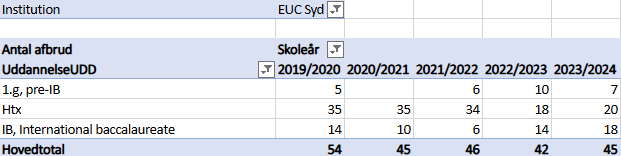 Institution EUC Syd
Antal afbrud Skoleår
UddannelseUDD 2019/2020 2020/2021 2021/2022 2022/2023 2023/2024
1.g, pre-IB 5 6 10 7
Htx 35 35 34 18 20
IB, International baccalaureate 14 10 6 14 18
Hovedtotal 54 45 46 42 45